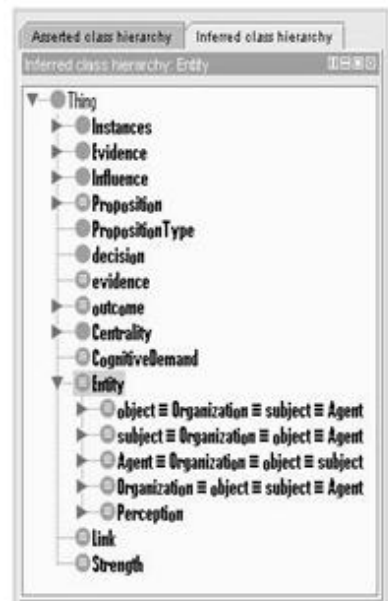 Asserted class hierarchy Inferred class hierarchy
Inferred class hierarchy: Entity
Thing
Instances
Evidence
Influence
Proposition
PropositionType
decision
evidence
outcome
Centrality
CognitiveDemand
Entity
object ≡ Organization ≡ subject ≡ Agent
subject ≡ Organization ≡ object ≡ Agent
Agent ≡ Organization ≡ object ≡ subject
Organization ≡ object ≡ subject ≡ Agent
Perception
Link
Strength